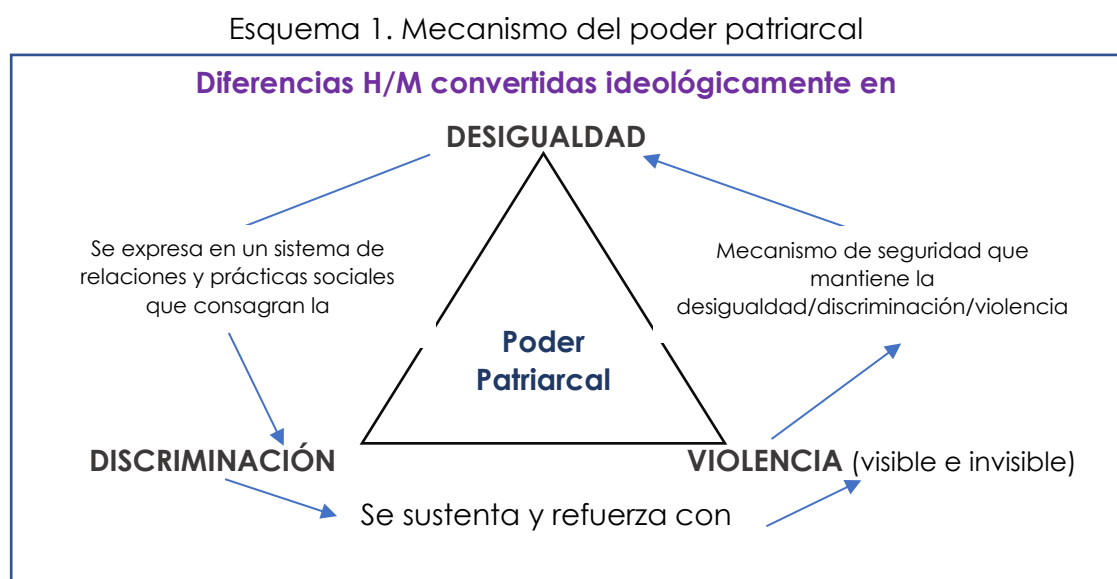 Esquema 1. Mecanismo del poder patriarcal
Diferencias H/M convertidas ideológicamente en
DESIGUALDAD
Se expresa en un sistema de
relaciones y prácticas sociales
que consagran la
Mecanismo de seguridad que
mantiene la
desigualdad/discriminación/violencia
Poder
Patriarcal
DISCRIMINACIÓN
VIOLENCIA (visible e invisible)
Se sustenta y refuerza con